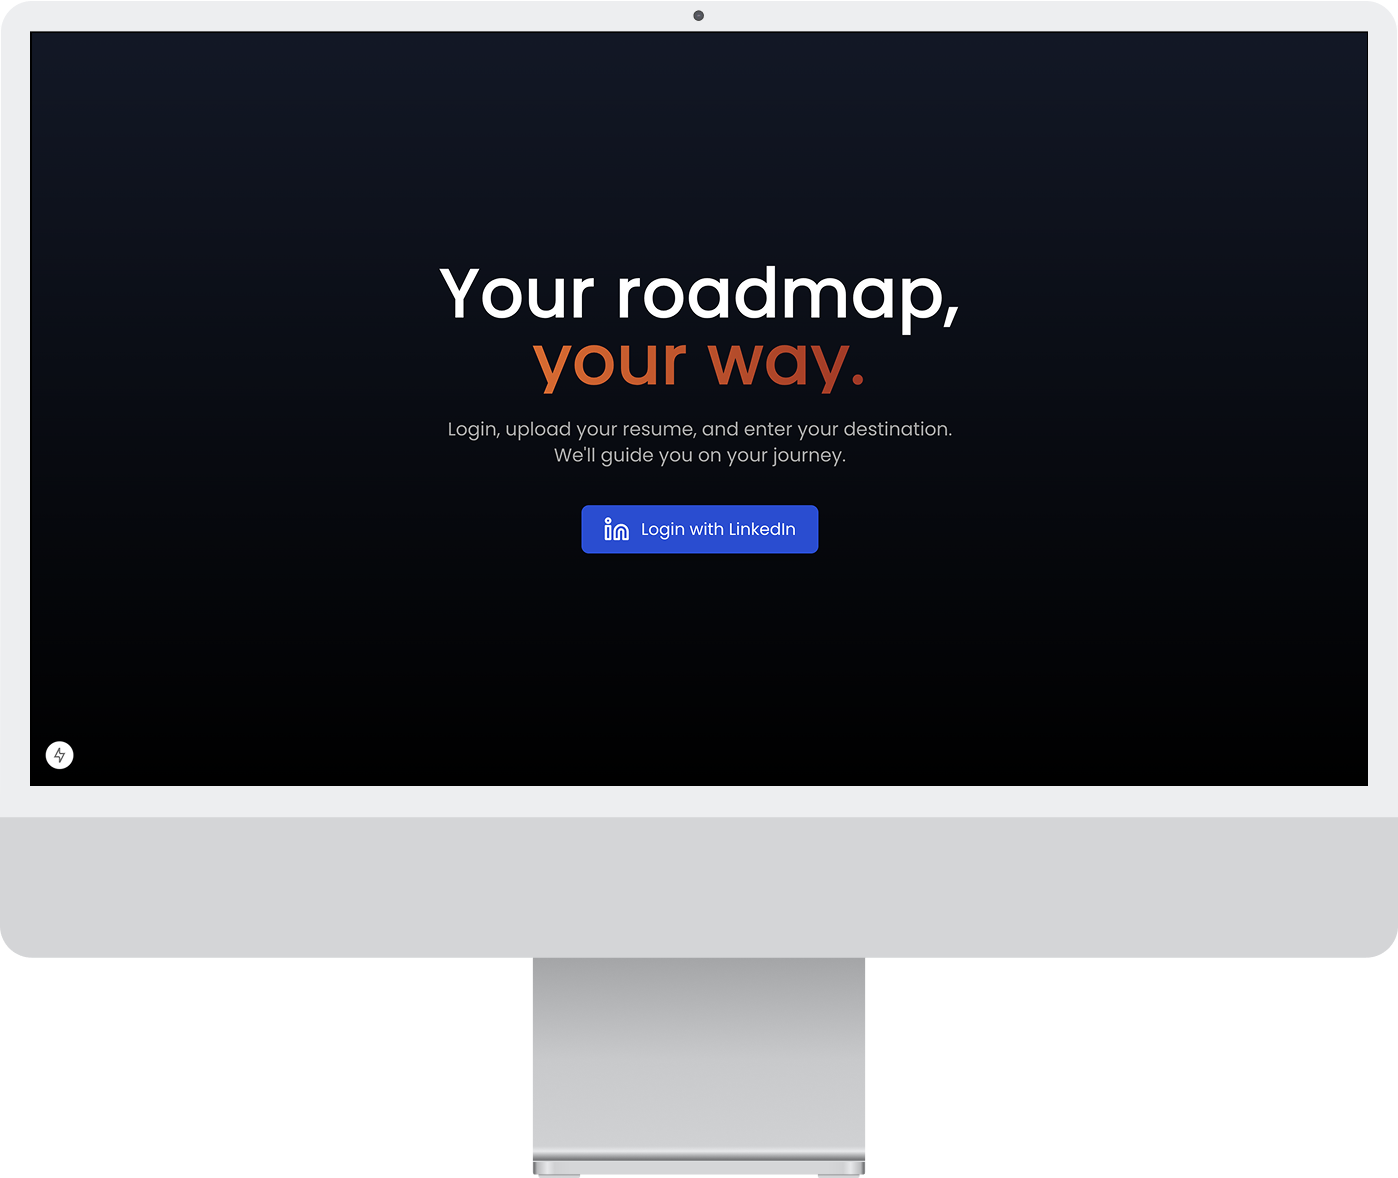 Your roadmap,
your way.
Login, upload your resume, and enter your destination.
We'll guide you on your journey.
in Login with LinkedIn